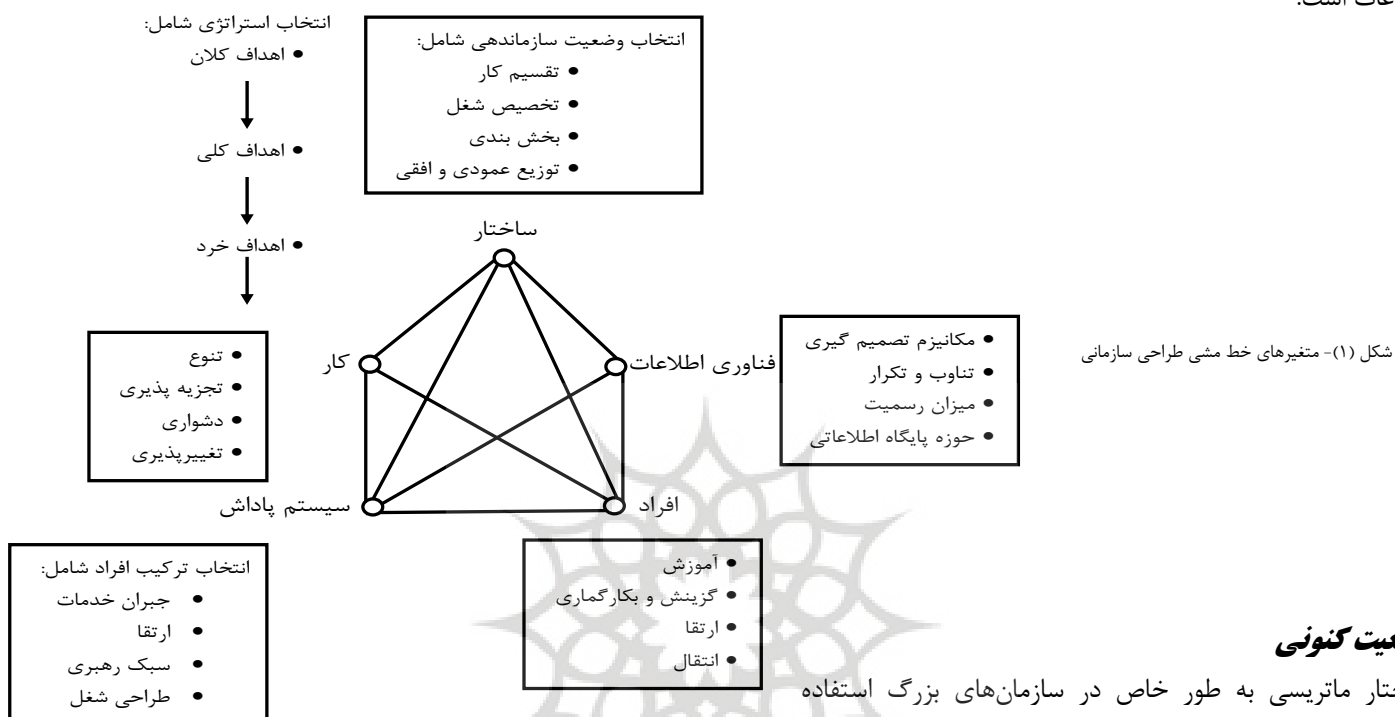 انتخاب استراتژی شامل:
• اهداف کلان
• اهداف کلی
• اهداف خرد
انتخاب وضعیت سازماندهی شامل:
• تقسیم کار
• تخصیص شغل
• بخش بندی
• توزیع عمودی و افقی
ساختار
کار
فناوری اطلاعات
سیستم پاداش
افراد
• تنوع
• تجزیه پذیری
• دشواری
• تغییرپذیری
• مکانیزم تصمیم گیری
• تناوب و تکرار
• میزان رسمیت
• حوزه پایگاه اطلاعاتی
شکل (۱)- متغیرهای خط مشی طراحی سازمانی
انتخاب ترکیب افراد شامل:
• جبران خدمات
• ارتقا
• سبک رهبری
• طراحی شغل
• آموزش
• گزینش و بکارگماری
• ارتقا
• انتقال
کنونی
ماتریسی به طور خاص در سازمان‌های بزرگ استفاده